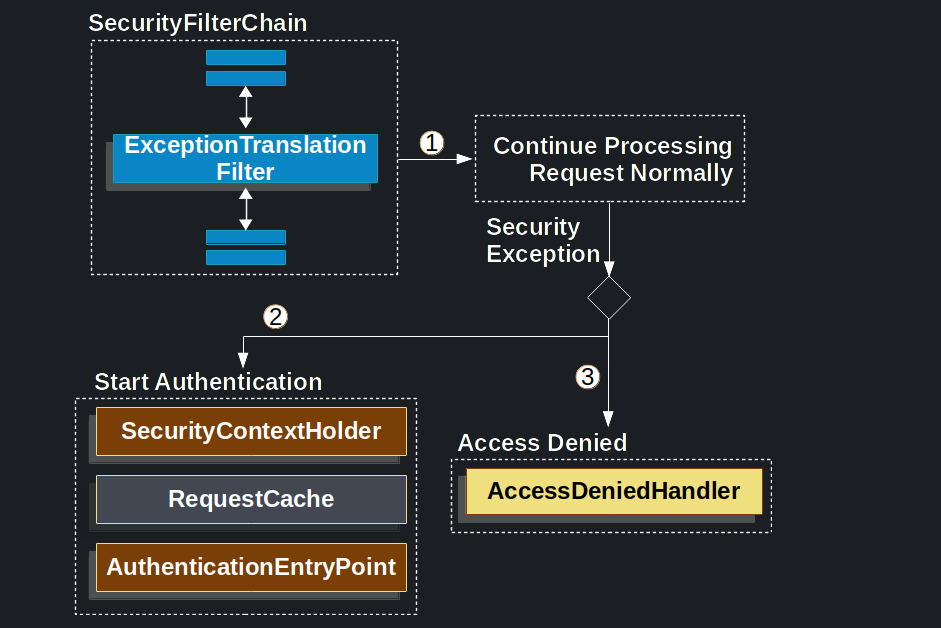 SecurityFilterChain
ExceptionTranslation
Filter
①
Continue Processing
Request Normally
Security
Exception
②
③
Start Authentication
SecurityContextHolder
RequestCache
AuthenticationEntryPoint
Access Denied
AccessDeniedHandler